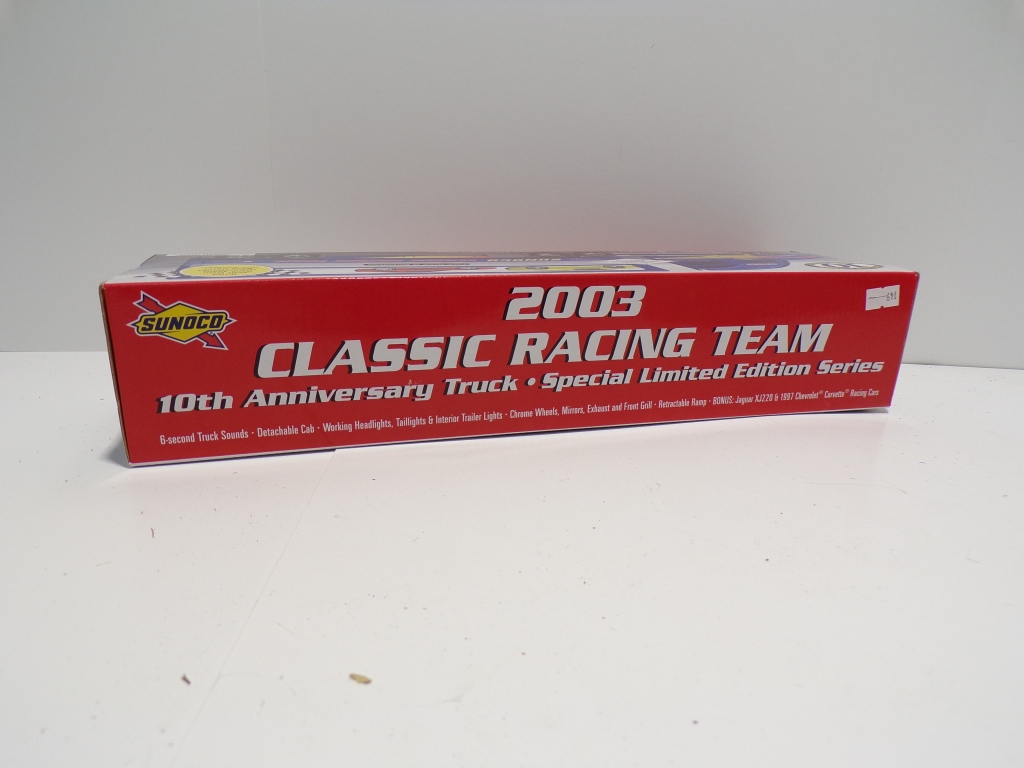 SUNOCO
2003
CLASSIC RACING TEAM
10th Anniversary Truck • Special Limited Edition Series
6-second Truck Sounds • Detachable Cab • Working Headlights, Taillights & Interior Trailer Lights • Chrome Wheels, Mirrors, Exhaust and Front Grill • Retractable Ramp • BONUS: Jaguar XJ220 & 1997 Chevrolet® Corvette® Racing Cars